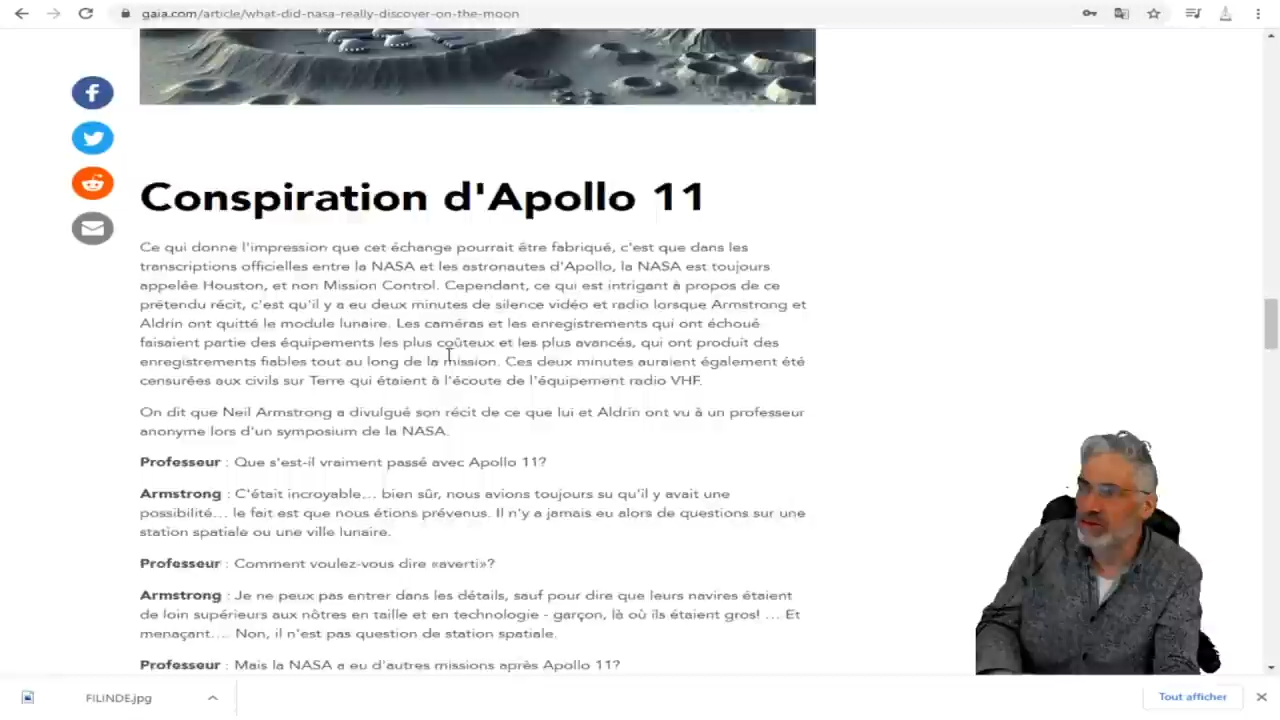 gaia.com/article/what-did-nasa-really-discover-on-the-moon
Conspiration d'Apollo 11
Ce qui donne l'impression que cet échange pourrait être fabriqué, c'est que dans les
transcriptions officielles entre la NASA et les astronautes d'Apollo, la NASA est toujours
appelée Houston, et non Mission Control. Cependant, ce qui est intrigant à propos de ce
prétendu récit, c'est qu'il y a eu deux minutes de silence vidéo et radio lorsque Armstrong et
Aldrin ont quitté le module lunaire. Les caméras et les enregistrements qui ont échoué
faisaient partie des équipements les plus coûteux et les plus avancés, qui ont produit des
enregistrements fiables tout au long de la mission. Ces deux minutes auraient également été
censurées aux civils sur Terre qui étaient à l'écoute de l'équipement radio VHF.
On dit que Neil Armstrong a divulgué son récit de ce que lui et Aldrin ont vu à un professeur
anonyme lors d'un symposium de la NASA.
Professeur : Que s'est-il vraiment passé avec Apollo 11?
Armstrong : C'était incroyable... bien sûr, nous avions toujours su qu'il y avait une
possibilité... le fait est que nous étions prévenus. Il n'y a jamais eu alors de questions sur une
station spatiale ou une ville lunaire.
Professeur : Comment voulez-vous dire «averti»?
Armstrong : Je ne peux pas entrer dans les détails, sauf pour dire que leurs navires étaient
de loin supérieurs aux nôtres en taille et en technologie - garçon, là où ils étaient gros! ... Et
menaçant.... Non, il n'est pas question de station spatiale.
Professeur : Mais la NASA a eu d'autres missions après Apollo 11?
FILINDE.jpg
Tout afficher